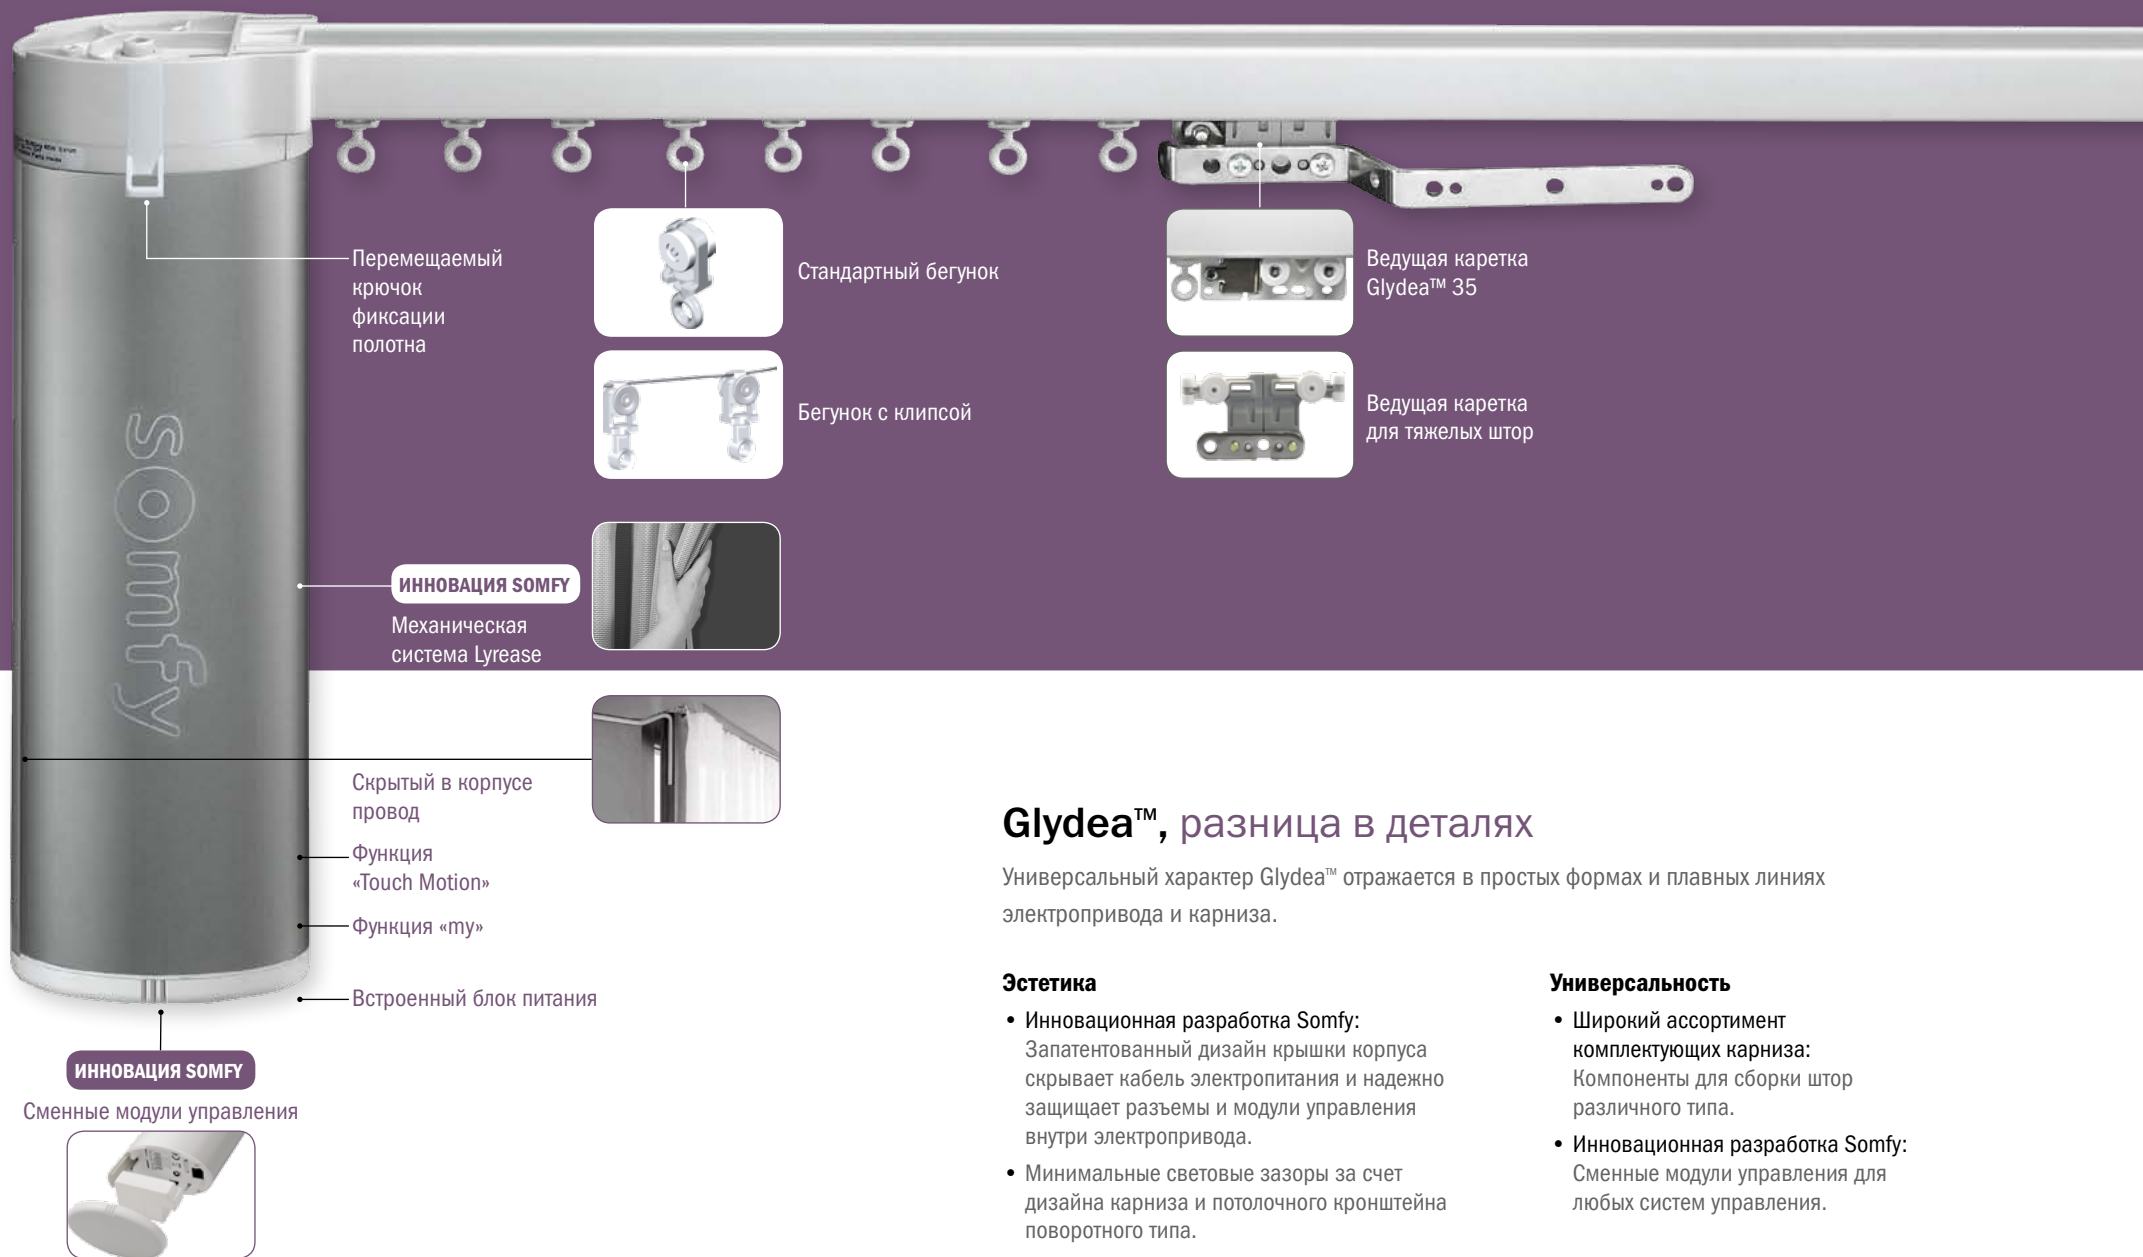 somfy
Перемещаемый
крючок
фиксации
полотна
Стандартный бегунок
Бегунок с клипсой
Ведущая каретка
Glydea™ 35
Ведущая каретка
для тяжелых штор
ИННОВАЦИЯ SOMFY
Механическая
система Lyrease
Скрытый в корпусе
провод
Функция
«Touch Motion»
Функция «my»
Встроенный блок питания
ИННОВАЦИЯ SOMFY
Сменные модули управления
Glydea™, разница в деталях
Универсальный характер Glydea™ отражается в простых формах и плавных линиях
электропривода и карниза.
Эстетика
• Инновационная разработка Somfy:
Запатентованный дизайн крышки корпуса
скрывает кабель электропитания и надежно
защищает разъемы и модули управления
внутри электропривода.
• Минимальные световые зазоры за счет
дизайна карниза и потолочного кронштейна
поворотного типа.
Универсальность
• Широкий ассортимент
комплектующих карниза:
Компоненты для сборки штор
различного типа.
• Инновационная разработка Somfy:
Сменные модули управления для
любых систем управления.